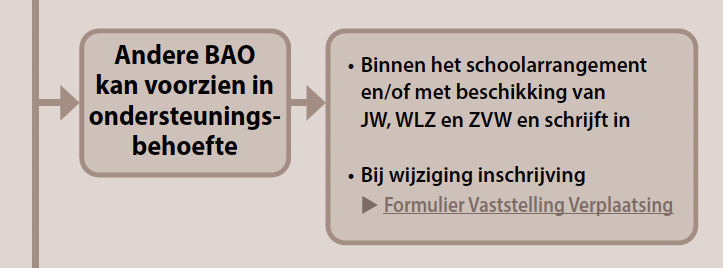 Andere BAO
kan voorzien in
ondersteunings-
behoefte
• Binnen het schoolarrangement
en/of met beschikking van
JW, WLZ en ZVW en schrijft in
• Bij wijziging inschrijving
▶ Formulier Vaststelling Verplaatsing